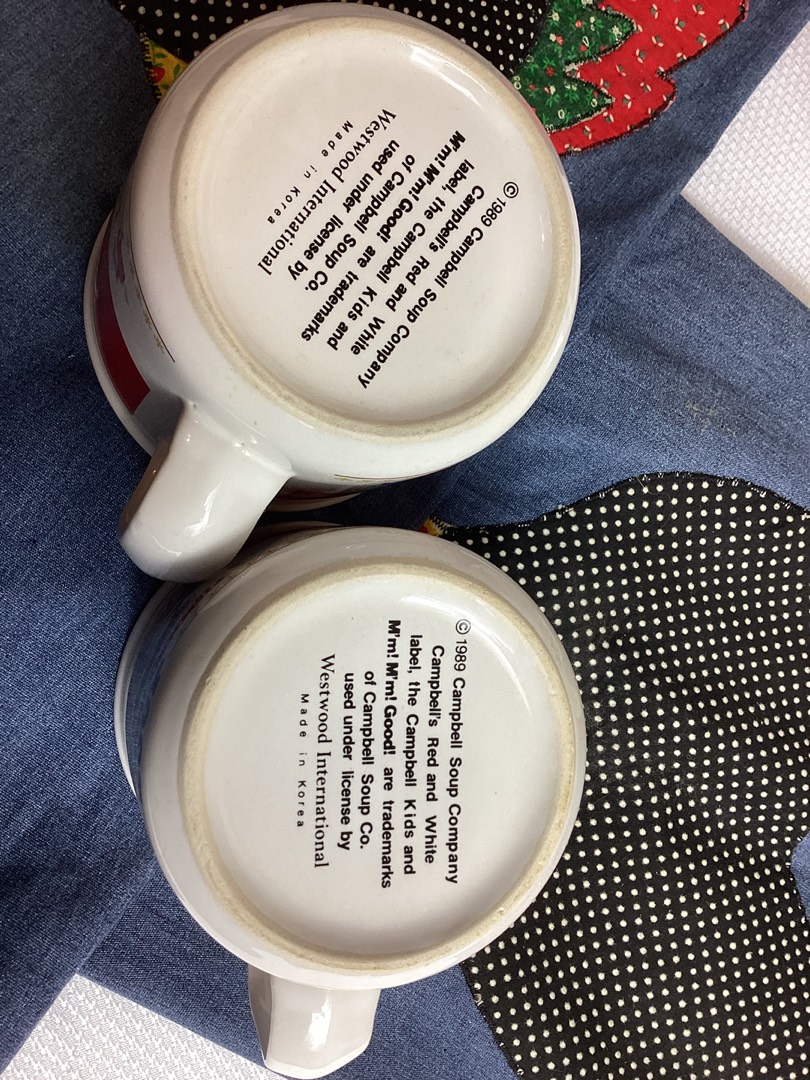 © 1989 Campbell Soup Company
Campbell's Red and White
label, the Campbell Kids and
M'm! M'm! Good! are trademarks
of Campbell Soup Co.
used under license by
Westwood International
Made in Korea
© 1989 Campbell Soup Company
Campbell's Red and White
label, the Campbell Kids and
M'm! M'm! Good! are trademarks
of Campbell Soup Co.
used under license by
Westwood International
Made in Korea